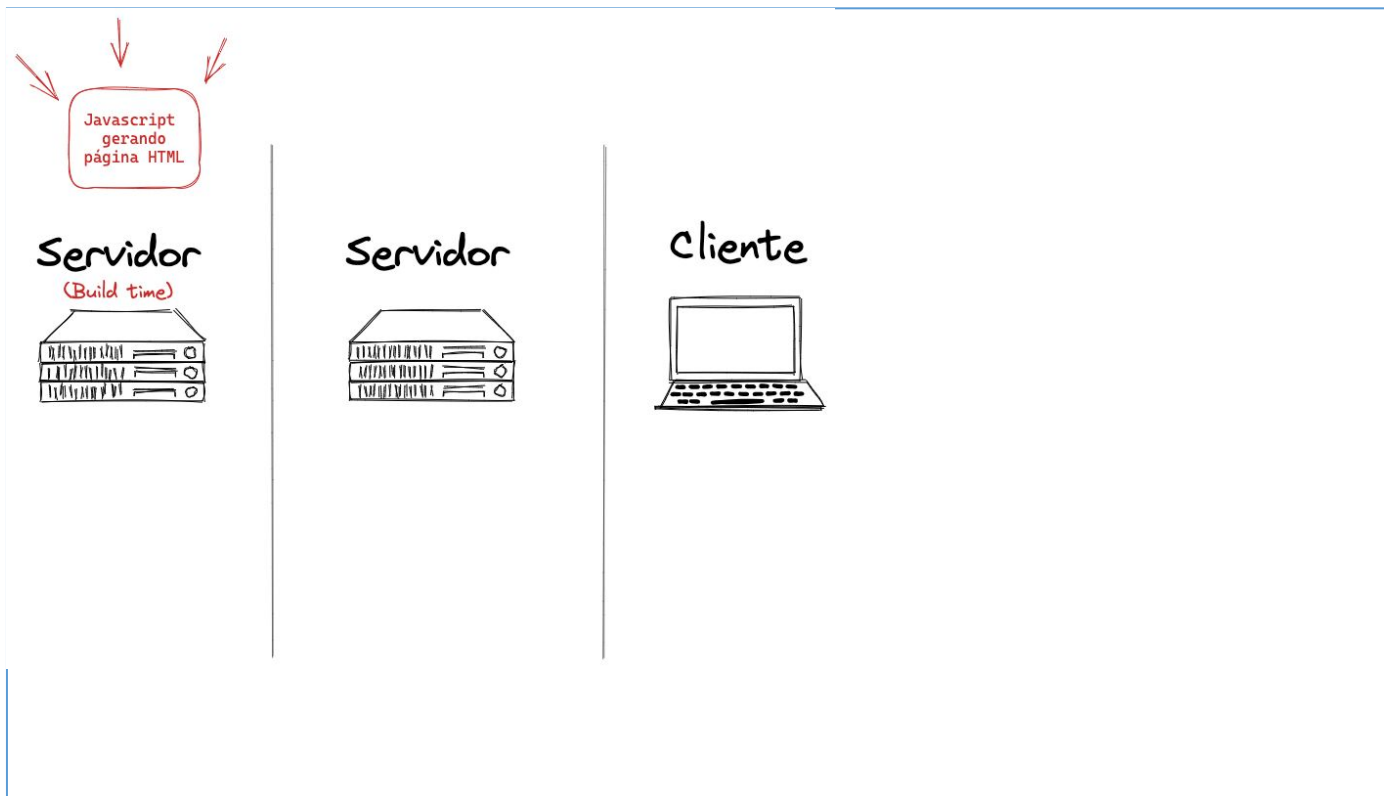 Javascript
gerando
página HTML
Servidor
(Build time)
Servidor
Cliente